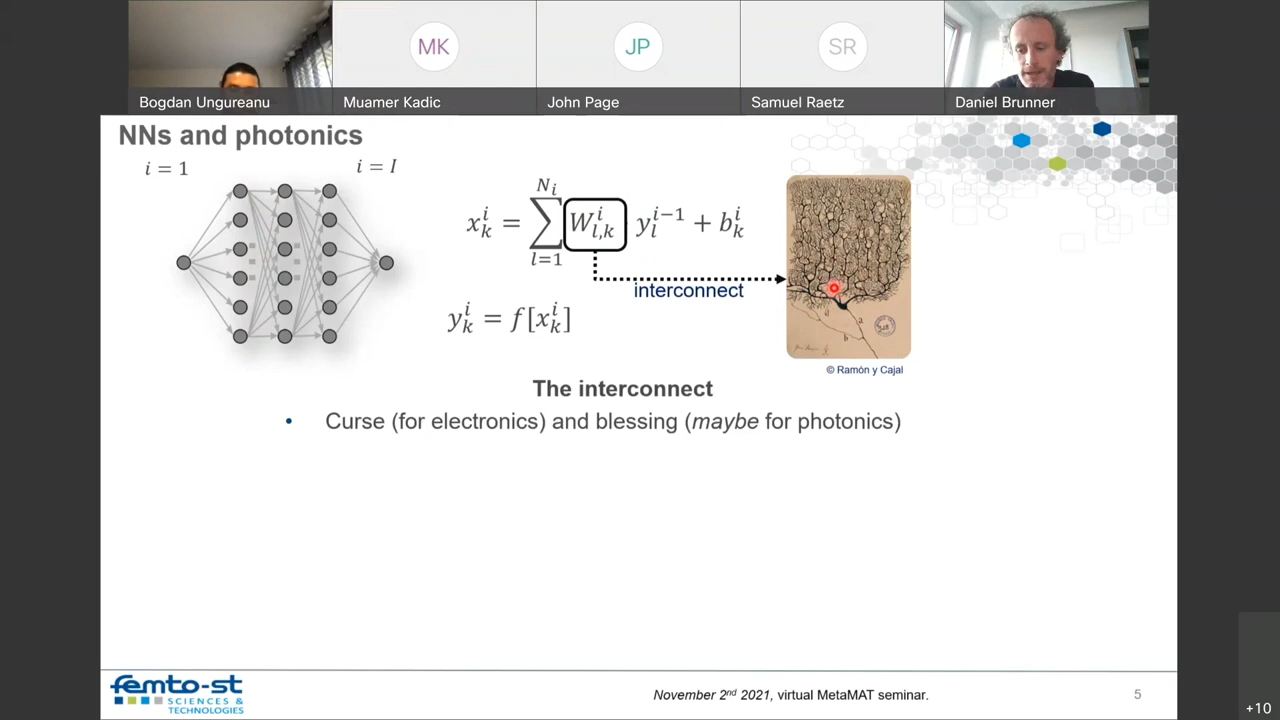 MK
JP
SR
Bogdan Ungureanu
Muamer Kadic
John Page
Samuel Raetz
Daniel Brunner
NNs and photonics
i = 1
i = I
x_k^i = \sum_{l=1}^{N_i} W_{l,k}^i y_l^{i-1} + b_k^i
interconnect
y_k^i = f[x_k^i]
a
b
© Ramón y Cajal
The interconnect
• Curse (for electronics) and blessing (maybe for photonics)
femto-st
SCIENCES &
TECHNOLOGIES
November 2nd 2021, virtual MetaMAT seminar.
5
+10